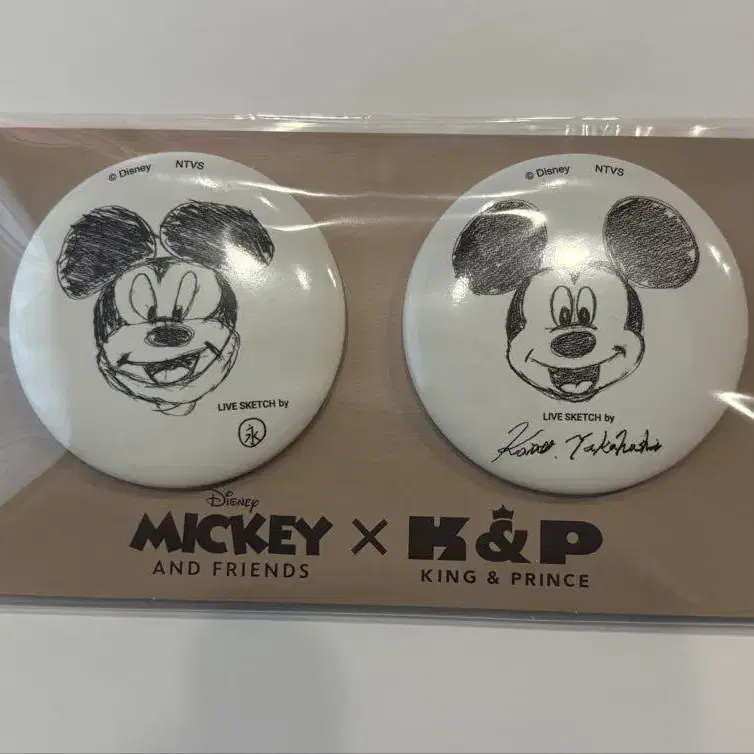 © Disney NTVS
LIVE SKETCH by
永
© Disney NTVS
LIVE SKETCH by
Kaito. Takahashi
Disney
MICKEY
AND FRIENDS
×
K&P
KING & PRINCE